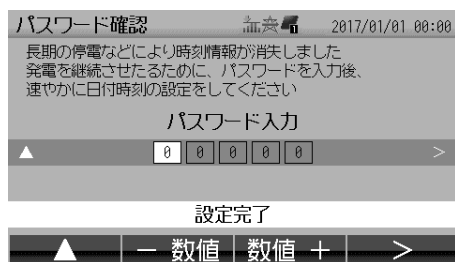 パスワード確認 2017/01/01 00:00
長期の停電などにより時刻情報が消失しました
発電を継続させたるために、パスワードを入力後、
速やかに日付時刻の設定をしてください
パスワード入力
▲ 0 0 0 0 0 >
設定完了
▲ － 数値 数値 ＋ >